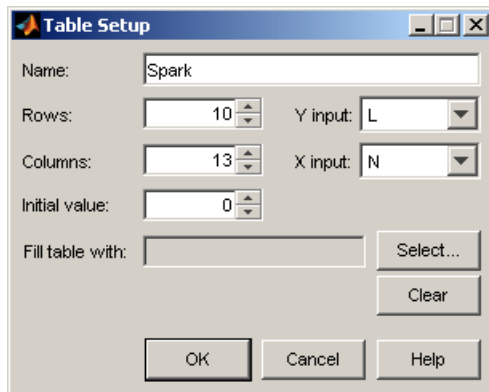 Table Setup
Name: Spark
Rows: 10 Y input: L
Columns: 13 X input: N
Initial value: 0
Fill table with: Select...
Clear
OK Cancel Help